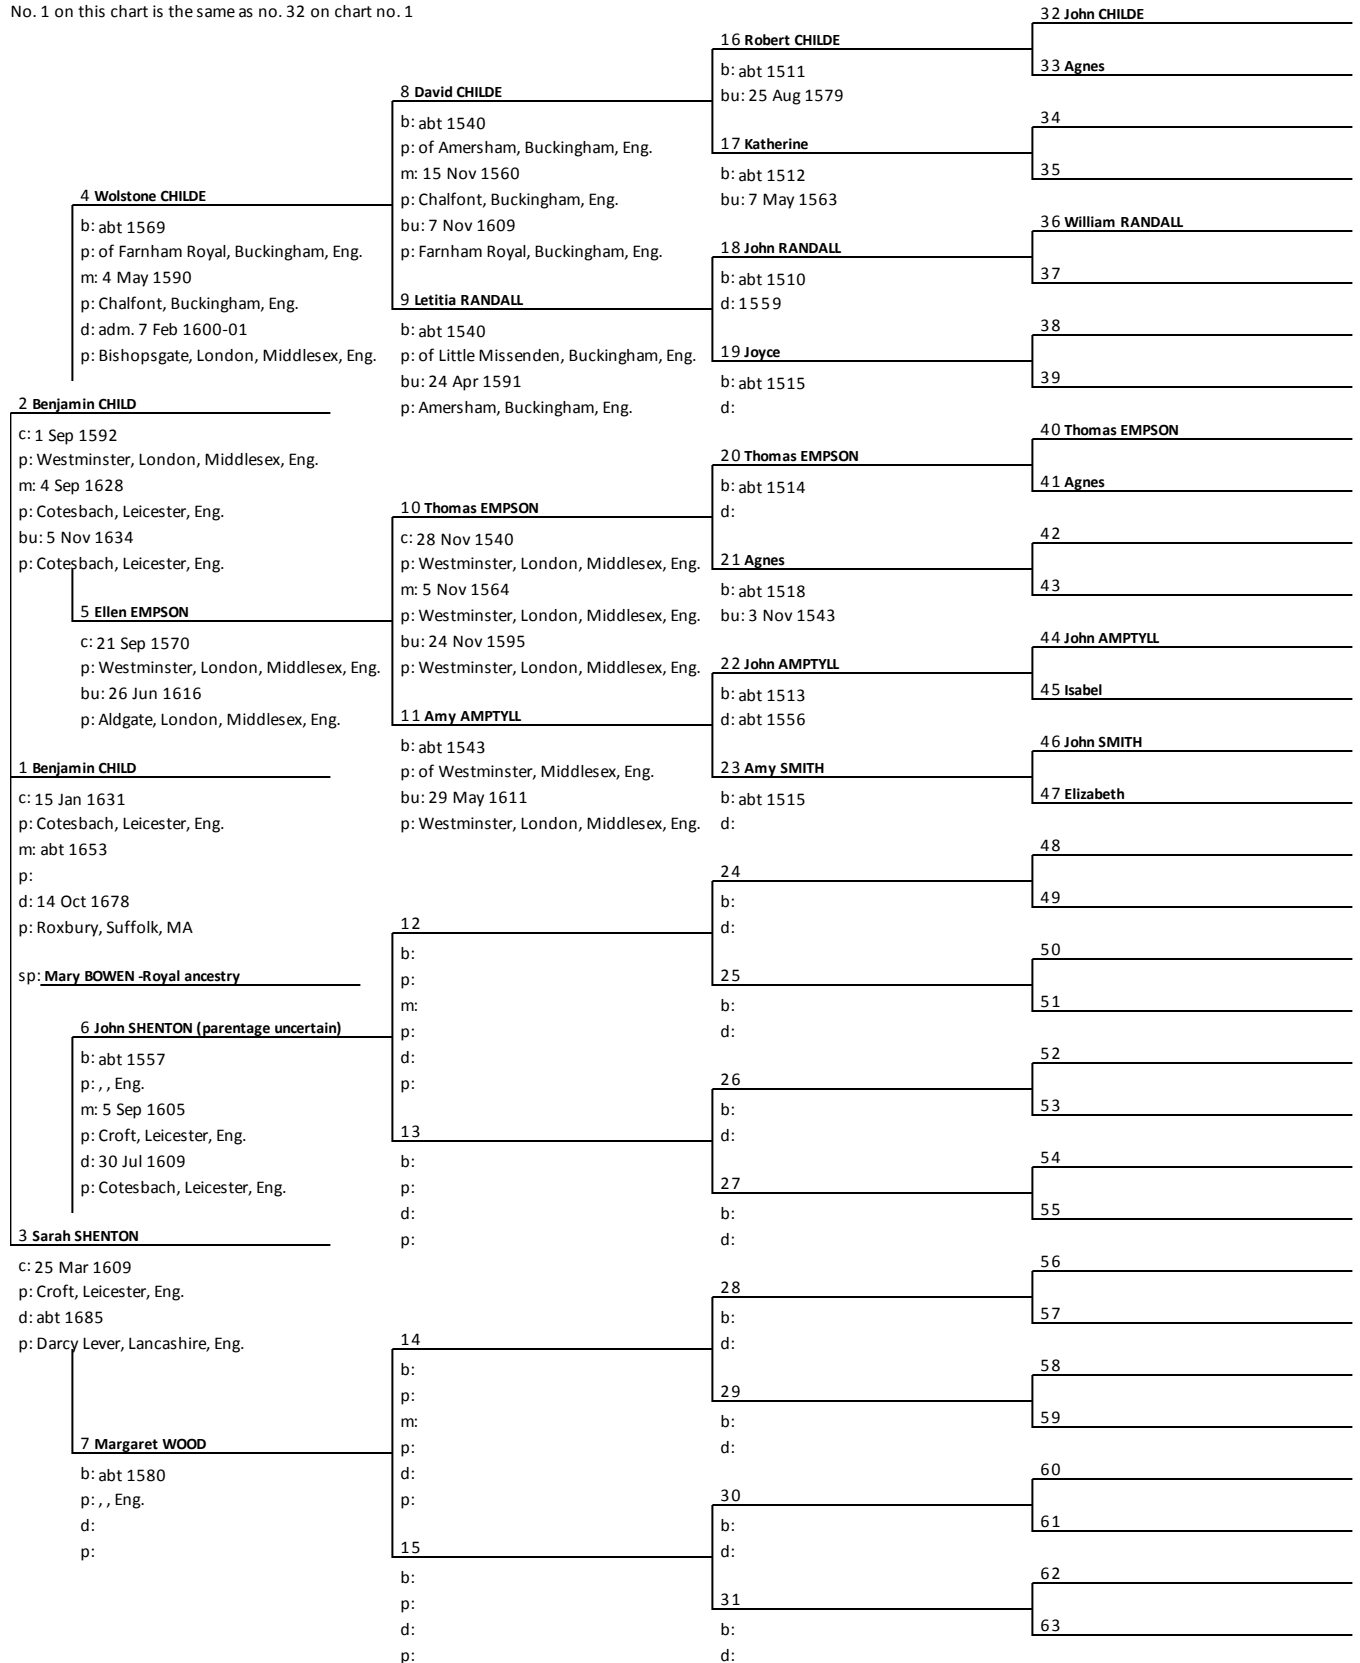 No. 1 on this chart is the same as no. 32 on chart no. 1
2 Benjamin CHILD
c: 1 Sep 1592
p: Westminster, London, Middlesex, Eng.
m: 4 Sep 1628
p: Cotesbach, Leicester, Eng.
bu: 5 Nov 1634
p: Cotesbach, Leicester, Eng.
1 Benjamin CHILD
c: 15 Jan 1631
p: Cotesbach, Leicester, Eng.
m: abt 1653
p:
d: 14 Oct 1678
p: Roxbury, Suffolk, MA
sp: Mary BOWEN -Royal ancestry
3 Sarah SHENTON
c: 25 Mar 1609
p: Croft, Leicester, Eng.
d: abt 1685
p: Darcy Lever, Lancashire, Eng.
4 Wolstone CHILDE
b: abt 1569
p: of Farnham Royal, Buckingham, Eng.
m: 4 May 1590
p: Chalfont, Buckingham, Eng.
d: adm. 7 Feb 1600-01
p: Bishopsgate, London, Middlesex, Eng.
5 Ellen EMPSON
c: 21 Sep 1570
p: Westminster, London, Middlesex, Eng.
bu: 26 Jun 1616
p: Aldgate, London, Middlesex, Eng.
6 John SHENTON (parentage uncertain)
b: abt 1557
p: , , Eng.
m: 5 Sep 1605
p: Croft, Leicester, Eng.
d: 30 Jul 1609
p: Cotesbach, Leicester, Eng.
7 Margaret WOOD
b: abt 1580
p: , , Eng.
d:
p:
8 David CHILDE
b: abt 1540
p: of Amersham, Buckingham, Eng.
m: 15 Nov 1560
p: Chalfont, Buckingham, Eng.
bu: 7 Nov 1609
p: Farnham Royal, Buckingham, Eng.
9 Letitia RANDALL
b: abt 1540
p: of Little Missenden, Buckingham, Eng.
bu: 24 Apr 1591
p: Amersham, Buckingham, Eng.
10 Thomas EMPSON
c: 28 Nov 1540
p: Westminster, London, Middlesex, Eng.
m: 5 Nov 1564
p: Westminster, London, Middlesex, Eng.
bu: 24 Nov 1595
p: Westminster, London, Middlesex, Eng.
11 Amy AMPTYLL
b: abt 1543
p: of Westminster, Middlesex, Eng.
bu: 29 May 1611
p: Westminster, London, Middlesex, Eng.
12
b:
p:
m:
p:
d:
p:
13
b:
p:
d:
p:
14
b:
p:
m:
p:
d:
p:
15
b:
p:
d:
p:
16 Robert CHILDE
b: abt 1511
bu: 25 Aug 1579
17 Katherine
b: abt 1512
bu: 7 May 1563
18 John RANDALL
b: abt 1510
d: 1559
19 Joyce
b: abt 1515
d:
20 Thomas EMPSON
b: abt 1514
d:
21 Agnes
b: abt 1518
bu: 3 Nov 1543
22 John AMPTYLL
b: abt 1513
d: abt 1556
23 Amy SMITH
b: abt 1515
d:
24
b:
d:
25
b:
d:
26
b:
d:
27
b:
d:
28
b:
d:
29
b:
d:
30
b:
d:
31
b:
d:
32 John CHILDE
33 Agnes
34
35
36 William RANDALL
37
38
39
40 Thomas EMPSON
41 Agnes
42
43
44 John AMPTYLL
45 Isabel
46 John SMITH
47 Elizabeth
48
49
50
51
52
53
54
55
56
57
58
59
60
61
62
63